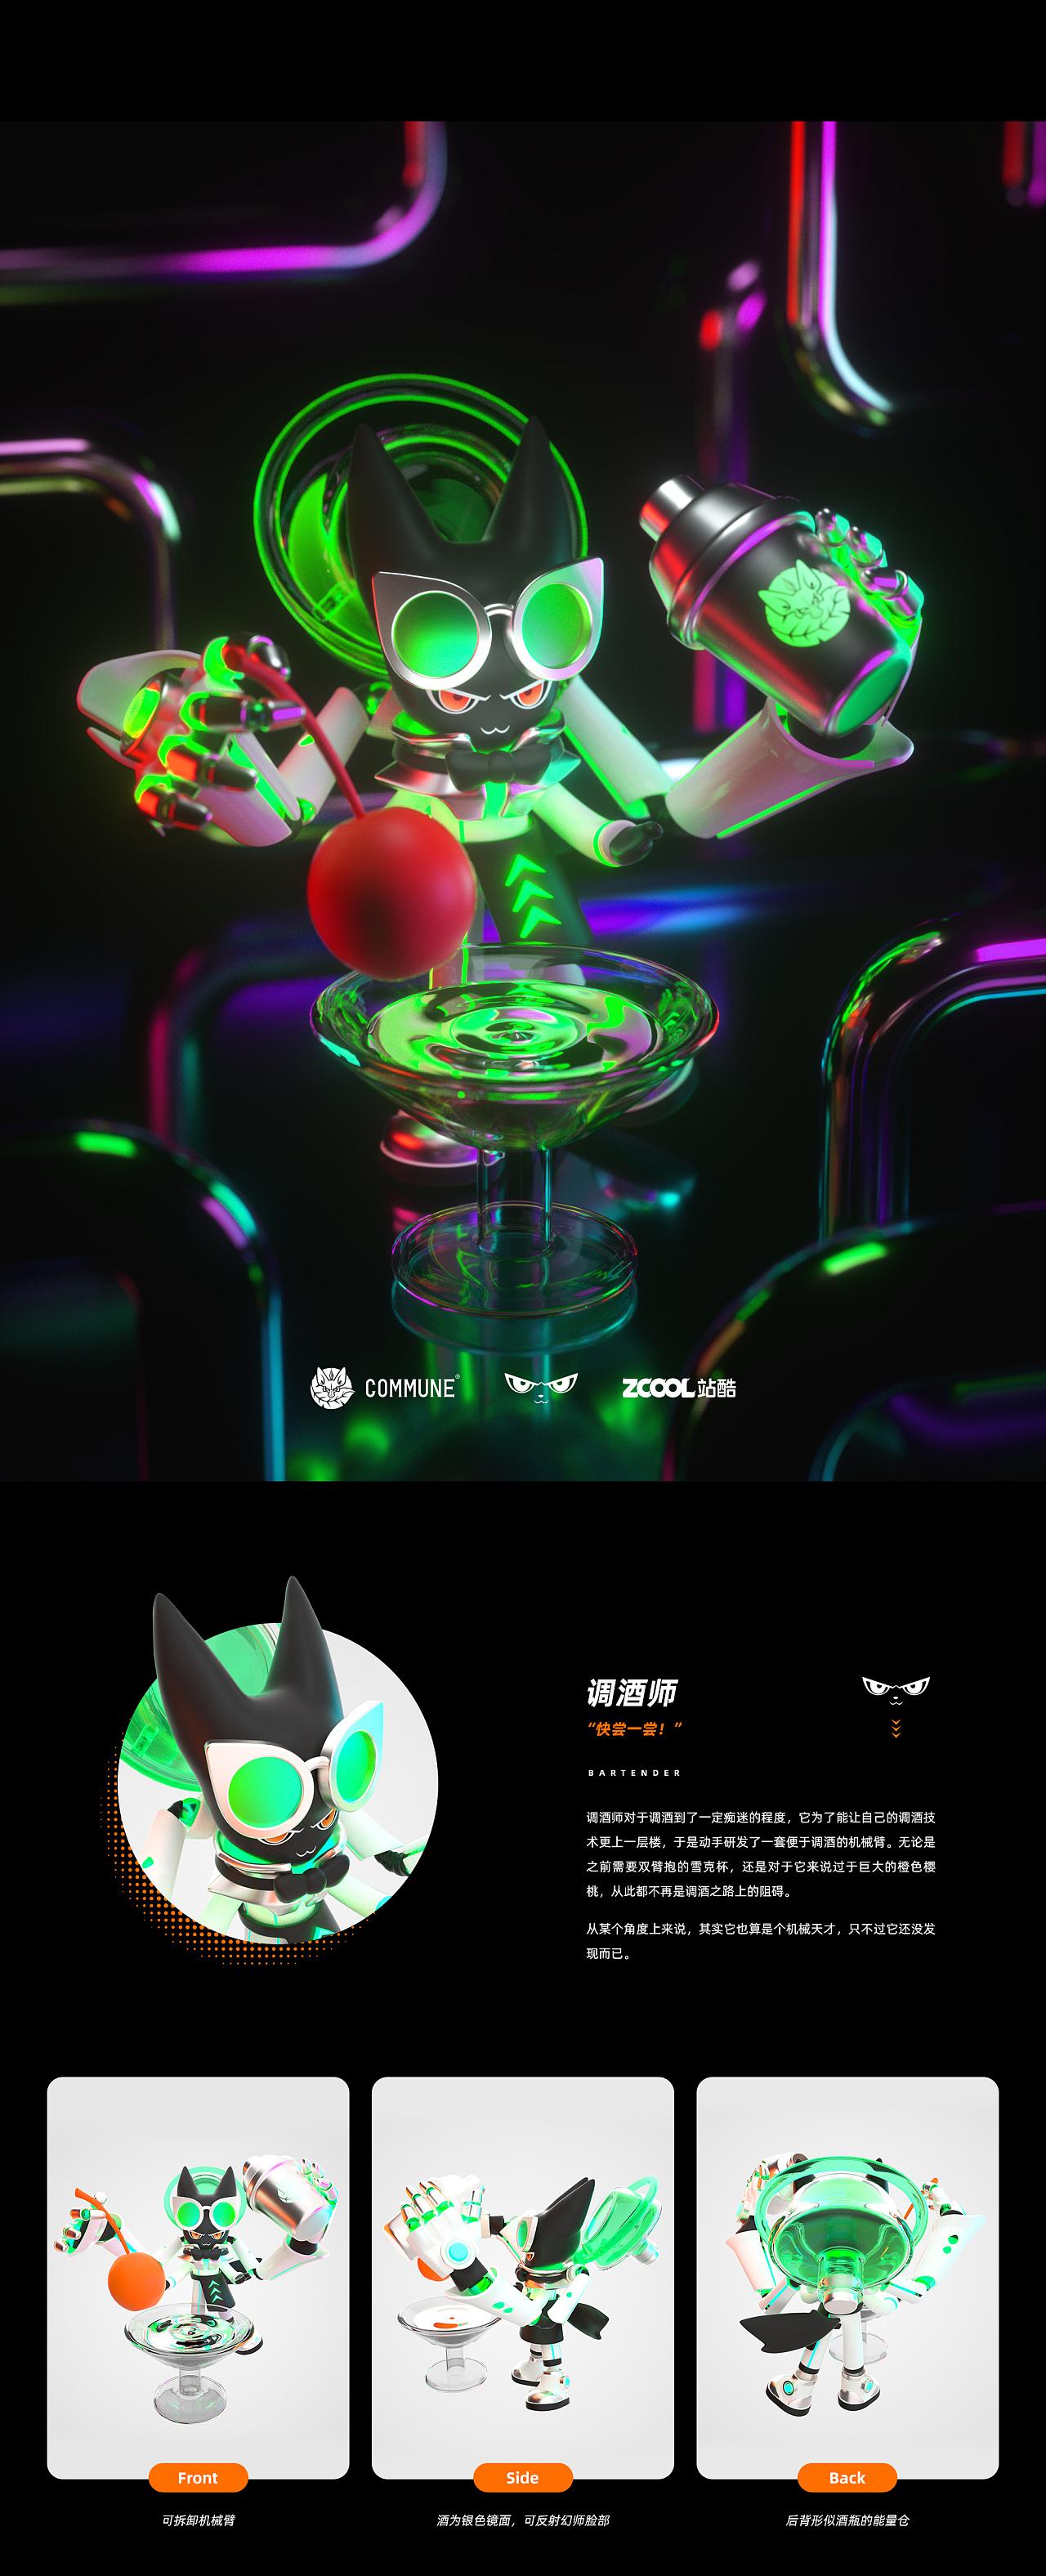 COMMUNE®
ZCOOL站酷
调酒师
“快尝一尝！”
BARTENDER
调酒师对于调酒到了一定痴迷的程度，它为了能让自己的调酒技
术更上一层楼，于是动手研发了一套便于调酒的机械臂。无论是
之前需要双臂抱的雪克杯，还是对于它来说过于巨大的橙色樱
桃，从此都不再是调酒之路上的阻碍。
从某个角度上来说，其实它也算是个机械天才，只不过它还没发
现而已。
Front
Side
Back
可拆卸机械臂
酒为银色镜面，可反射幻师脸部
后背形似酒瓶的能量仓